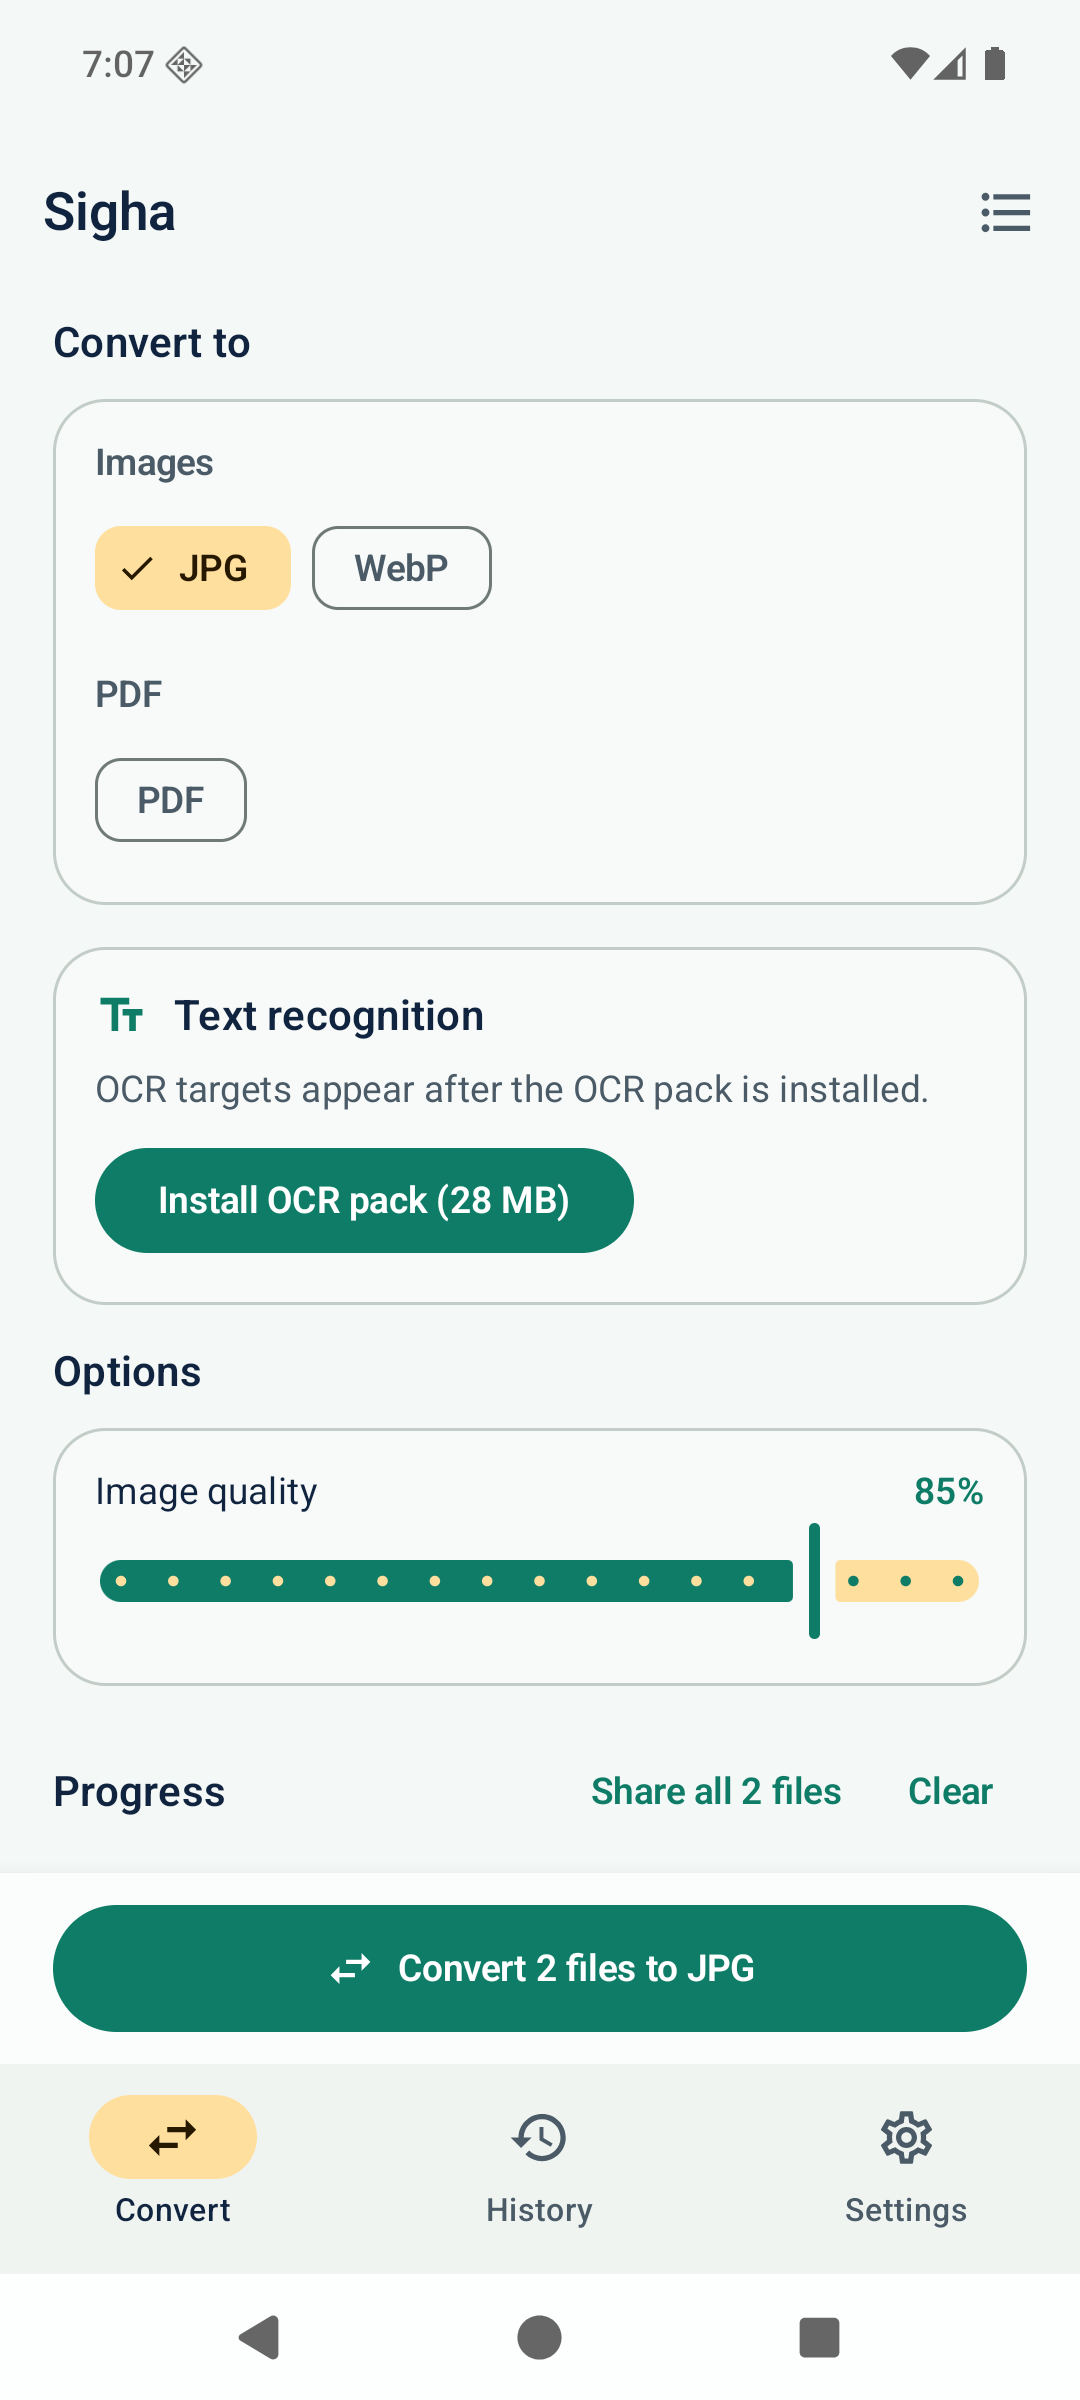 7:07
Sigha
Convert to
Images
JPG
WebP
PDF
PDF
Text recognition
OCR targets appear after the OCR pack is installed.
Install OCR pack (28 MB)
Options
Image quality
85%
Progress
Share all 2 files
Clear
Convert 2 files to JPG
Convert
History
Settings